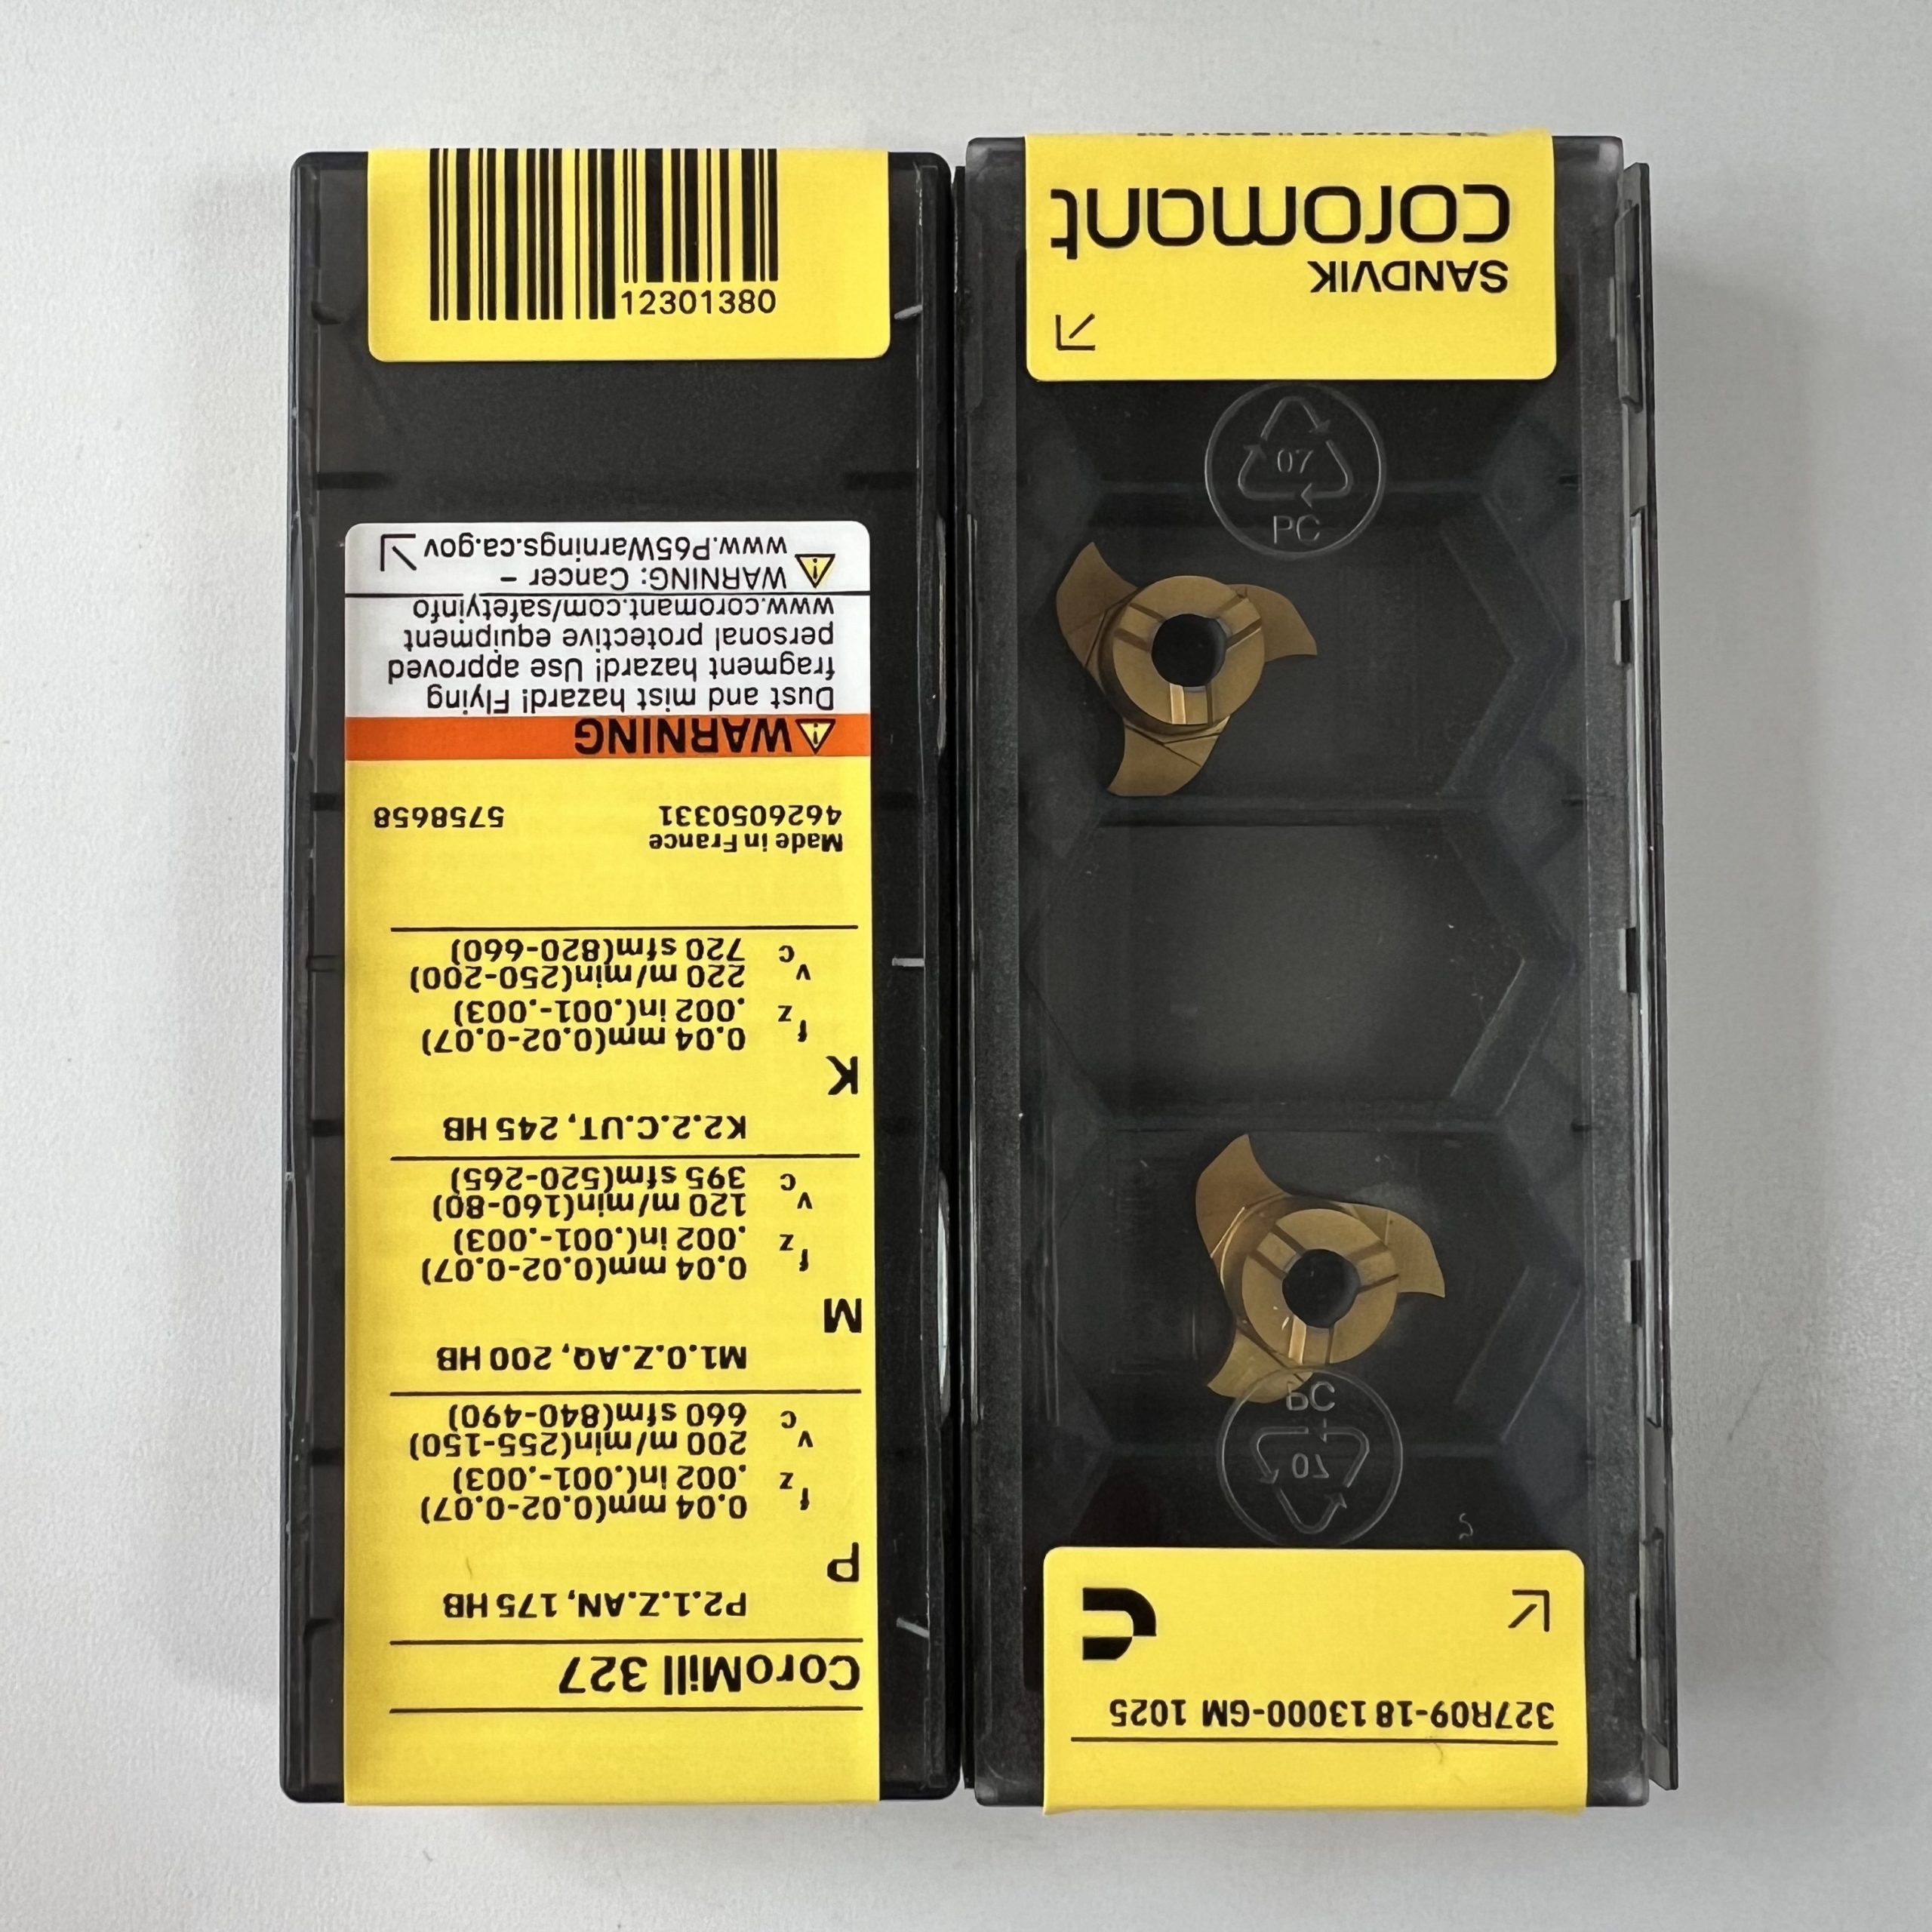 12301380
CoroMill 327
P2.1.Z.AN, 175 HB
P
fz 0.04 mm(0.02-0.07)
.002 in(.001-.003)
vc 200 m/min(255-150)
660 sfm(840-490)
M1.0.Z.AQ, 200 HB
M
fz 0.04 mm(0.02-0.07)
.002 in(.001-.003)
vc 120 m/min(160-80)
395 sfm(520-265)
K2.2.C.UT, 245 HB
K
fz 0.04 mm(0.02-0.07)
.002 in(.001-.003)
vc 220 m/min(250-200)
720 sfm(820-660)
Made in France
4626050331 5758658
WARNING
Dust and mist hazard! Flying
fragment hazard! Use approved
personal protective equipment
www.coromant.com/safetyinfo
WARNING: Cancer –
www.P65Warnings.ca.gov
327R09-18 13000-GM 1025
07
PC
SANDVIK
coromant
07
PC